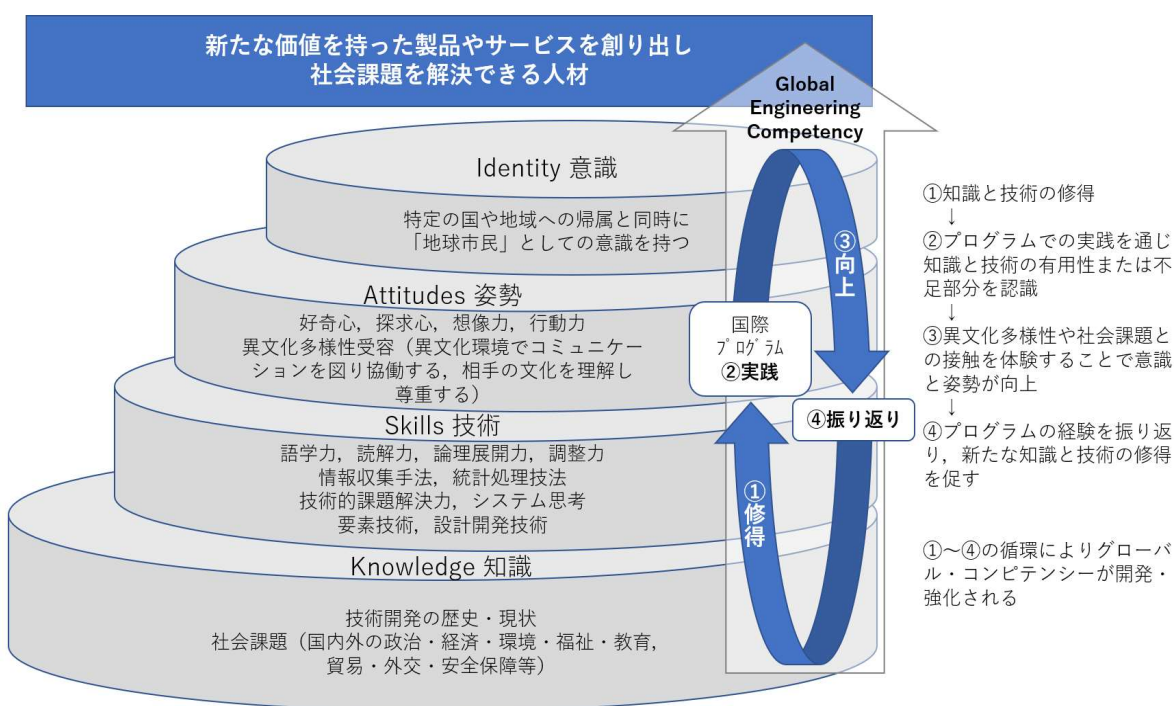 新たな価値を持った製品やサービスを創り出し
社会課題を解決できる人材
Global
Engineering
Competency
Identity 意識
特定の国や地域への帰属と同時に
「地球市民」としての意識を持つ
Attitudes 姿勢
好奇心，探求心，想像力，行動力
異文化多様性受容（異文化環境でコミュニケー
ションを図り協働する，相手の文化を理解し
尊重する）
Skills 技術
語学力，読解力，論理展開力，調整力
情報収集手法，統計処理技法
技術的課題解決力，システム思考
要素技術，設計開発技術
Knowledge 知識
技術開発の歴史・現状
社会課題（国内外の政治・経済・環境・福祉・教育，
貿易・外交・安全保障等）
③向上
国際
ﾌﾟﾛｸﾞﾗﾑ
②実践
④振り返り
①修得
①知識と技術の修得
↓
②プログラムでの実践を通じ
知識と技術の有用性または不
足部分を認識
↓
③異文化多様性や社会課題と
の接触を体験することで意識
と姿勢が向上
↓
④プログラムの経験を振り返
り，新たな知識と技術の修得
を促す
①～④の循環によりグローバ
ル・コンピテンシーが開発・
強化される